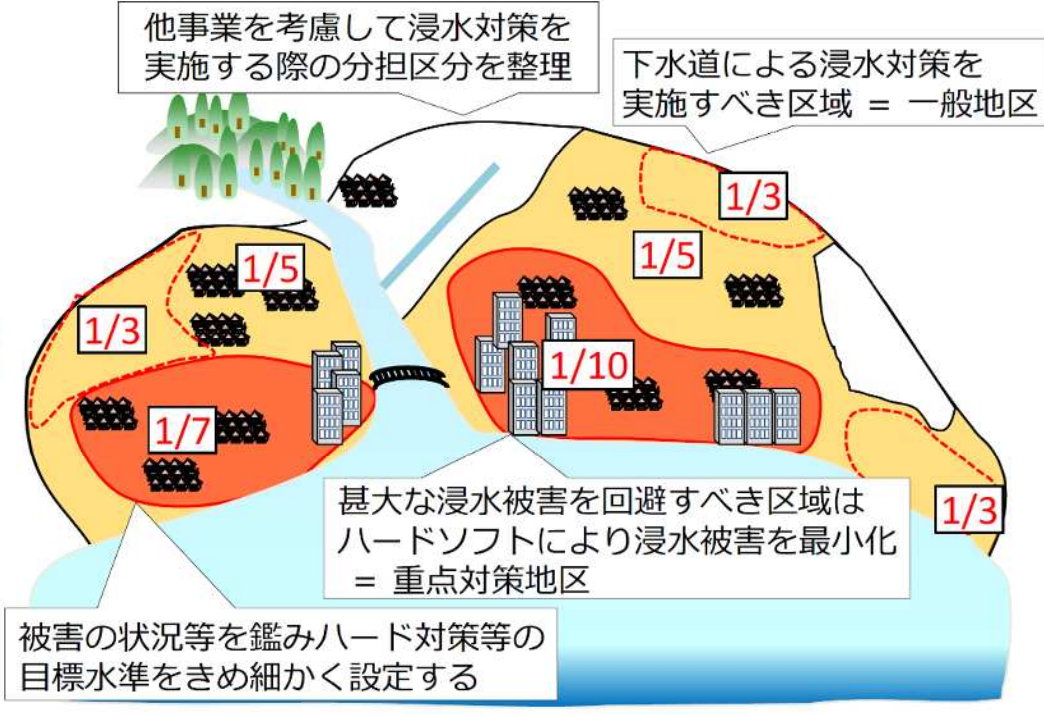 他事業を考慮して浸水対策を
実施する際の分担区分を整理
下水道による浸水対策を
実施すべき区域 = 一般地区
1/3
1/5
1/5
1/3
1/10
1/7
1/3
甚大な浸水被害を回避すべき区域は
ハードソフトにより浸水被害を最小化
= 重点対策地区
被害の状況等を鑑みハード対策等の
目標水準をきめ細かく設定する